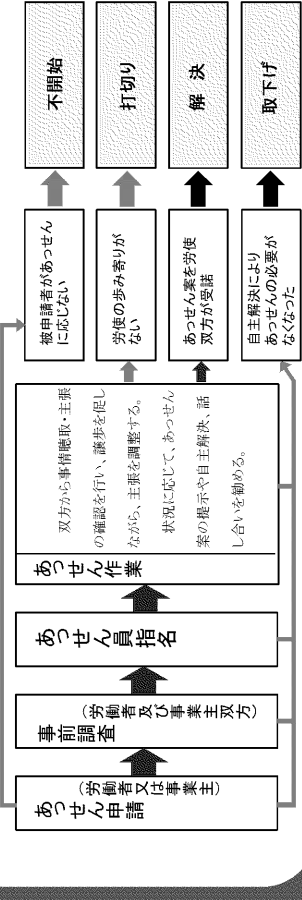 あっせん申請
（労働者又は事業主）
事前調査
（労働者及び事業主双方）
あっせん員指名
あっせん作業
双方から事情聴取・主張
の確認を行い、譲歩を促し
ながら、主張を調整する。
状況に応じて、あっせん
案の提示や自主解決、話
し合いを勧める。
被申請者があっせん
に応じない
不開始
労使の歩み寄りが
ない
打切り
あっせん案を労使
双方が受諾
解決
自主解決により
あっせんの必要が
なくなった
取下げ